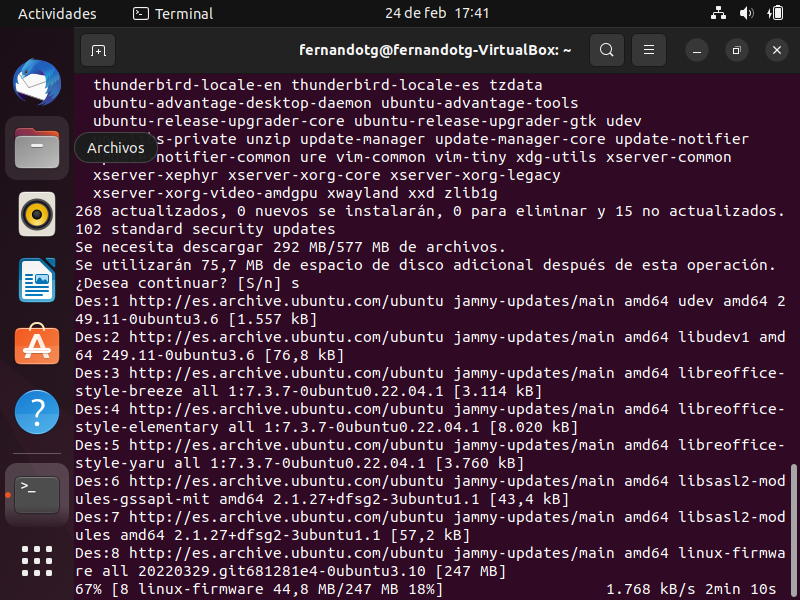 Actividades
Terminal
24 de feb 17:41
fernandotg@fernandotg-VirtualBox: ~
thunderbird-locale-en thunderbird-locale-es tzdata
ubuntu-advantage-desktop-daemon ubuntu-advantage-tools
ubuntu-release-upgrader-core ubuntu-release-upgrader-gtk udev
Archivos
s-private unzip update-manager update-manager-core update-notifier
notifier-common ure vim-common vim-tiny xdg-utils xserver-common
xserver-xephyr xserver-xorg-core xserver-xorg-legacy
xserver-xorg-video-amdgpu xwayland xxd zlib1g
268 actualizados, 0 nuevos se instalarán, 0 para eliminar y 15 no actualizados.
102 standard security updates
Se necesita descargar 292 MB/577 MB de archivos.
Se utilizarán 75,7 MB de espacio de disco adicional después de esta operación.
¿Desea continuar? [S/n] s
Des:1 http://es.archive.ubuntu.com/ubuntu jammy-updates/main amd64 udev amd64 2
49.11-0ubuntu3.6 [1.557 kB]
Des:2 http://es.archive.ubuntu.com/ubuntu jammy-updates/main amd64 libudev1 amd
64 249.11-0ubuntu3.6 [76,8 kB]
Des:3 http://es.archive.ubuntu.com/ubuntu jammy-updates/main amd64 libreoffice-
style-breeze all 1:7.3.7-0ubuntu0.22.04.1 [3.114 kB]
Des:4 http://es.archive.ubuntu.com/ubuntu jammy-updates/main amd64 libreoffice-
style-elementary all 1:7.3.7-0ubuntu0.22.04.1 [8.020 kB]
Des:5 http://es.archive.ubuntu.com/ubuntu jammy-updates/main amd64 libreoffice-
style-yaru all 1:7.3.7-0ubuntu0.22.04.1 [3.760 kB]
Des:6 http://es.archive.ubuntu.com/ubuntu jammy-updates/main amd64 libsasl2-mod
ules-gssapi-mit amd64 2.1.27+dfsg2-3ubuntu1.1 [43,4 kB]
Des:7 http://es.archive.ubuntu.com/ubuntu jammy-updates/main amd64 libsasl2-mod
ules amd64 2.1.27+dfsg2-3ubuntu1.1 [57,2 kB]
Des:8 http://es.archive.ubuntu.com/ubuntu jammy-updates/main amd64 linux-firmwa
re all 20220329.git681281e4-0ubuntu3.10 [247 MB]
67% [8 linux-firmware 44,8 MB/247 MB 18%] 1.768 kB/s 2min 10s